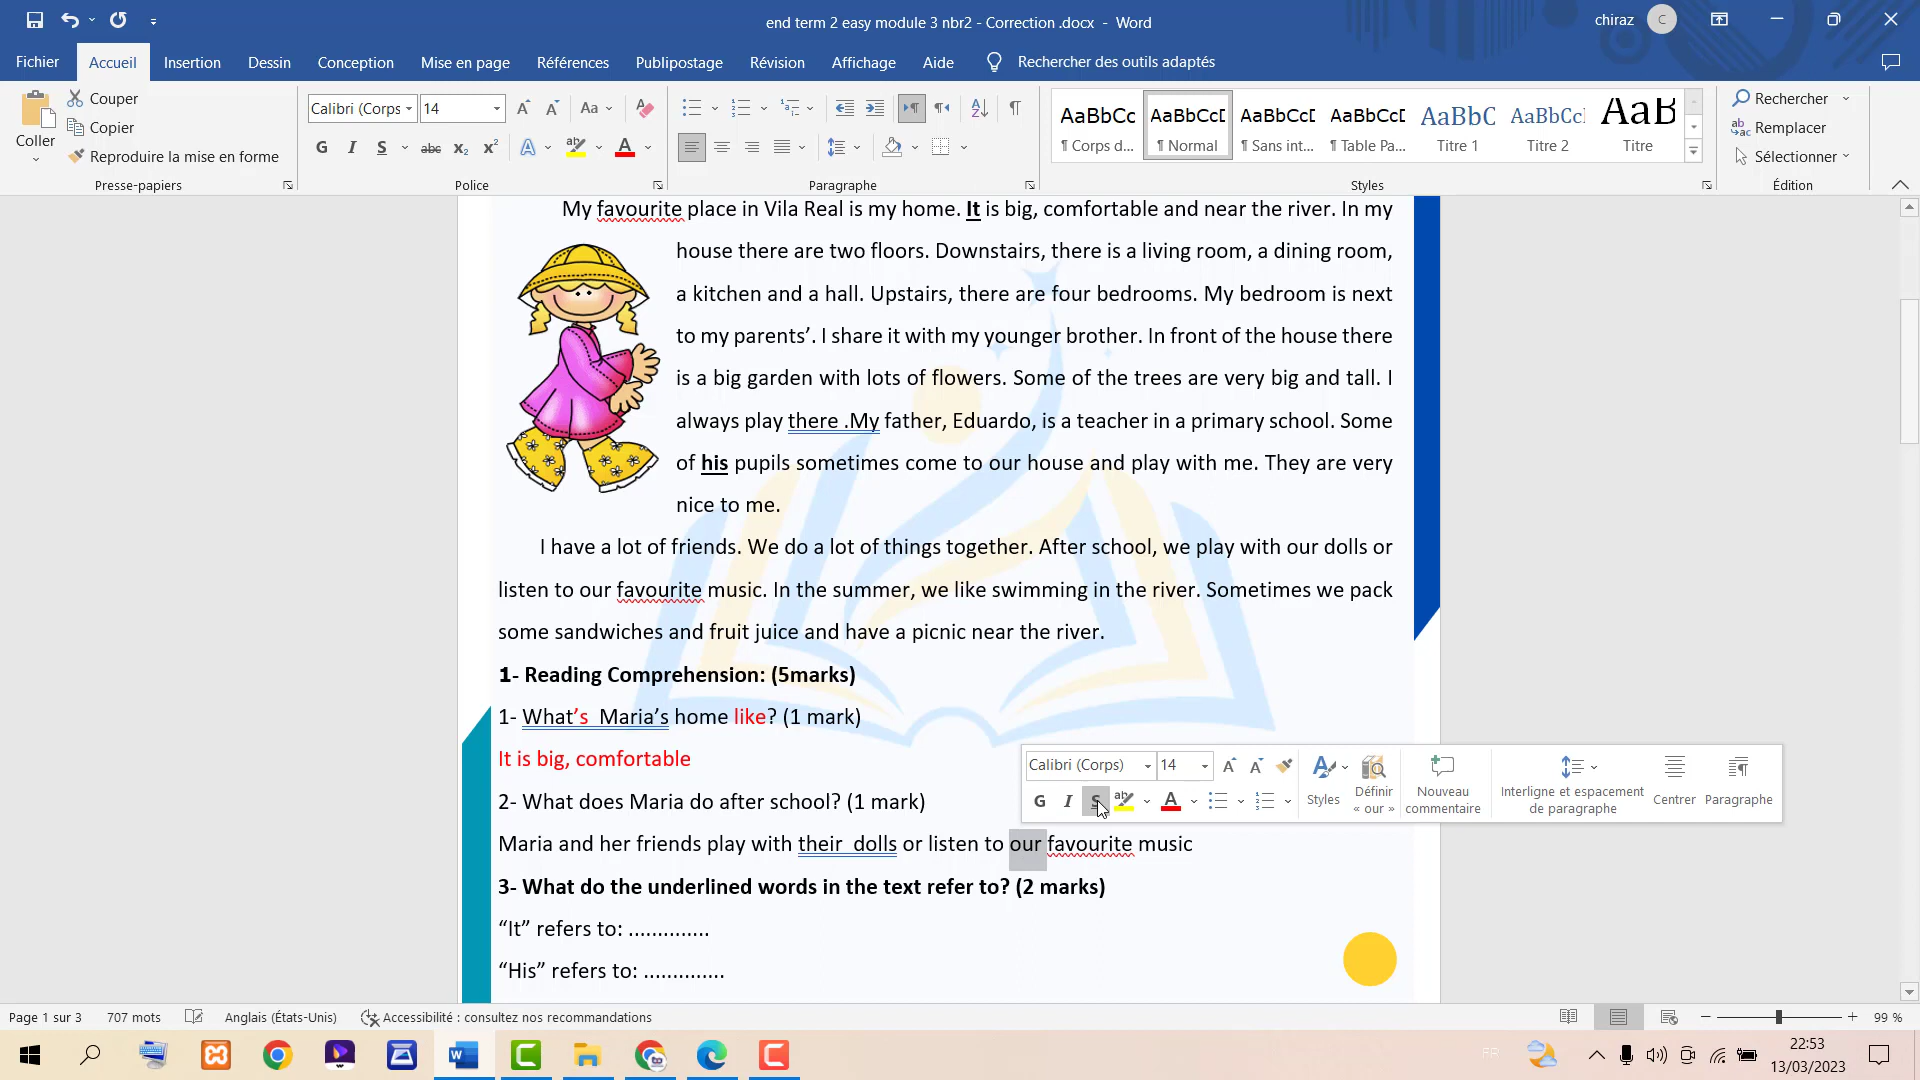 end term 2 easy module 3 nbr2 - Correction .docx - Word
chiraz
C
Fichier
Accueil
Insertion
Dessin
Conception
Mise en page
Références
Publipostage
Révision
Affichage
Aide
Rechercher des outils adaptés
Coller
Couper
Copier
Reproduire la mise en forme
Presse-papiers
Calibri (Corps
14
Aa
G I S abc x₂ x² A ab A
Police
Paragraphe
AaBbCc
¶ Corps d...
AaBbCcD
¶ Normal
AaBbCcD
¶ Sans int...
AaBbCcD
¶ Table Pa...
AaBbC
Titre 1
AaBbCc
Titre 2
AaB
Titre
Styles
Rechercher
Remplacer
Sélectionner
Édition
My favourite place in Vila Real is my home. It is big, comfortable and near the river. In my
house there are two floors. Downstairs, there is a living room, a dining room,
a kitchen and a hall. Upstairs, there are four bedrooms. My bedroom is next
to my parents’. I share it with my younger brother. In front of the house there
is a big garden with lots of flowers. Some of the trees are very big and tall. I
always play there .My father, Eduardo, is a teacher in a primary school. Some
of his pupils sometimes come to our house and play with me. They are very
nice to me.
I have a lot of friends. We do a lot of things together. After school, we play with our dolls or
listen to our favourite music. In the summer, we like swimming in the river. Sometimes we pack
some sandwiches and fruit juice and have a picnic near the river.
1- Reading Comprehension: (5marks)
1- What’s Maria’s home like? (1 mark)
It is big, comfortable
2- What does Maria do after school? (1 mark)
Maria and her friends play with their dolls or listen to our favourite music
3- What do the underlined words in the text refer to? (2 marks)
“It” refers to: ..............
“His” refers to: ..............
Calibri (Corps)
14
G I S ab A
Styles
Définir
« our »
Nouveau
commentaire
Interligne et espacement
de paragraphe
Centrer
Paragraphe
Page 1 sur 3
707 mots
Anglais (États-Unis)
Accessibilité : consultez nos recommandations
99 %
FR
22:53
13/03/2023